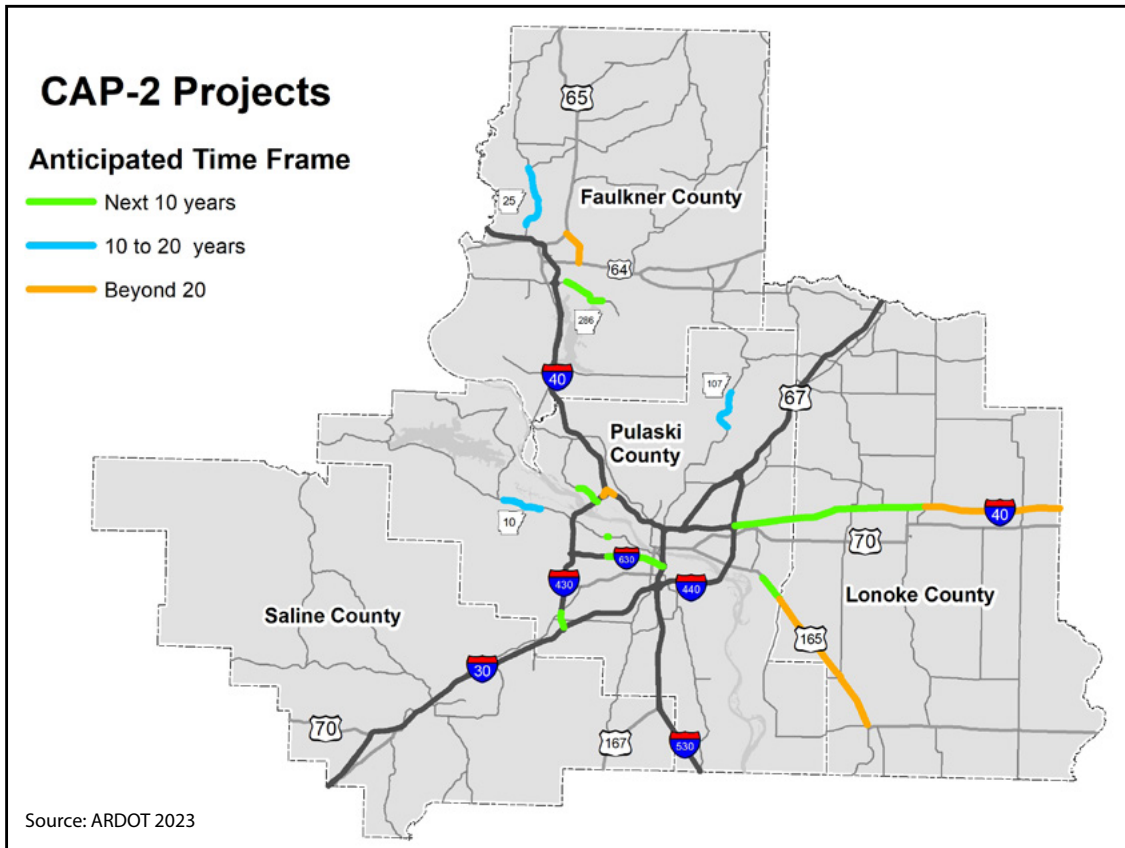 CAP-2 Projects
Anticipated Time Frame
Next 10 years
10 to 20 years
Beyond 20
65
25
Faulkner County
64
286
40
107
67
Pulaski
County
10
40
70
630
430
440
Lonoke County
Saline County
165
30
70
167
530
Source: ARDOT 2023